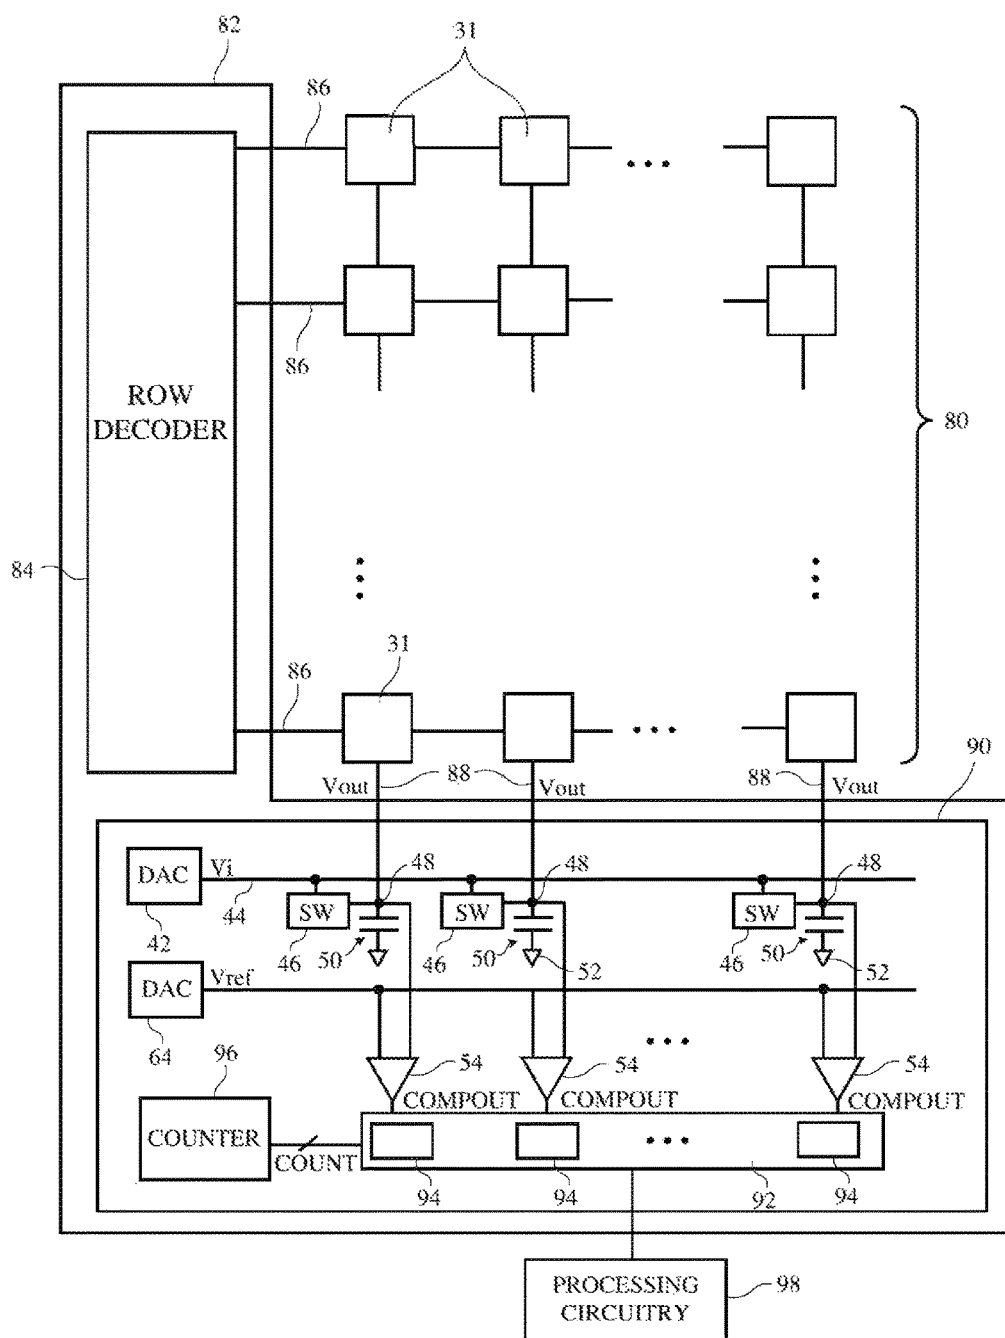 82
31
86
86
ROW
DECODER
80
84
31
86
90
Vout
88
Vout
88
Vout
DAC
Vi
48
48
48
44
SW
SW
SW
42
46
50
46
50
52
46
50
52
DAC
Vref
64
96
54
54
54
COMPOUT
COMPOUT
COMPOUT
COUNTER
COUNT
94
94
92
94
PROCESSING
CIRCUITRY
98